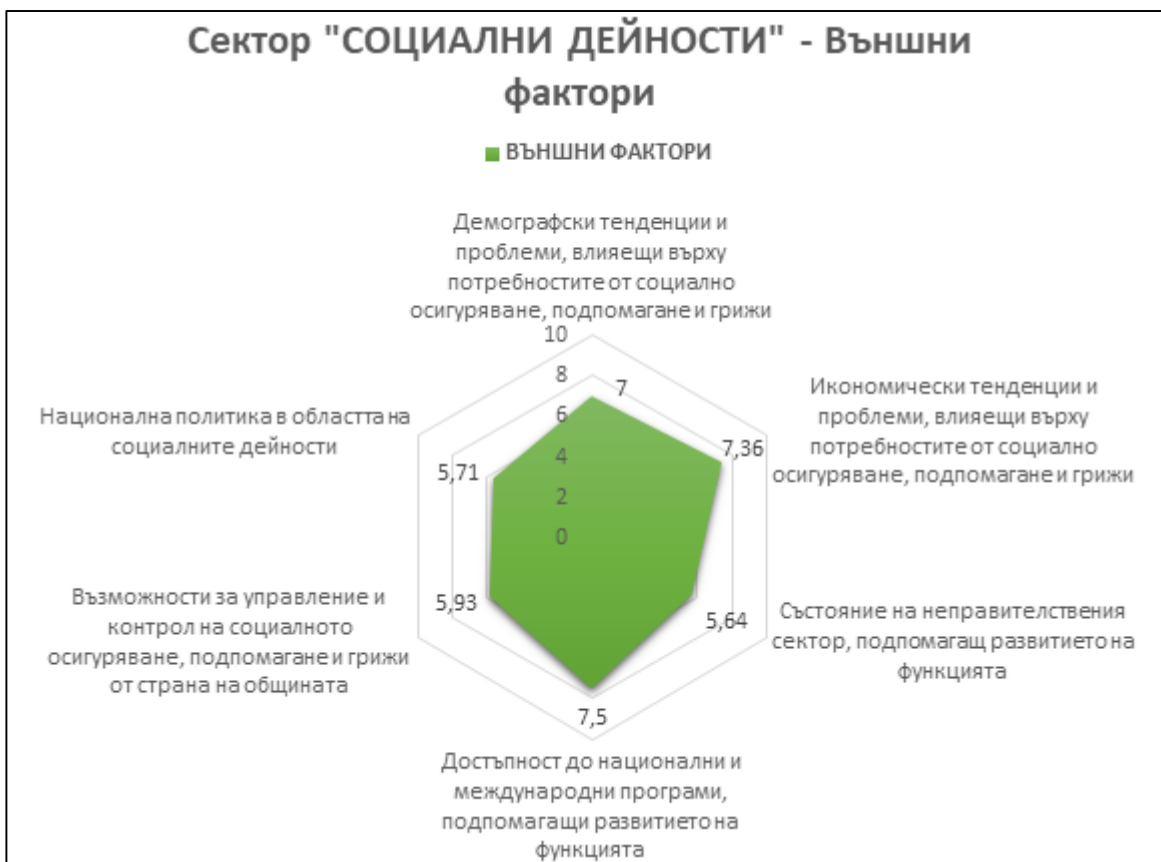 Сектор "СОЦИАЛНИ ДЕЙНОСТИ" - Външни
фактори
ВЪНШНИ ФАКТОРИ
Демографски тенденции и
проблеми, влияещи върху
потребностите от социално
осигуряване, подпомагане и грижи
10
8
6
4
2
0
7
Икономически тенденции и
проблеми, влияещи върху
потребностите от социално
осигуряване, подпомагане и грижи
7,36
Състояние на неправителствения
сектор, подпомагащ развитието на
функцията
5,64
7,5
Достъпност до национални и
международни програми,
подпомагащи развитието на
функцията
Възможности за управление и
контрол на социалното
осигуряване, подпомагане и грижи
от страна на общината
5,93
Национална политика в областта на
социалните дейности
5,71